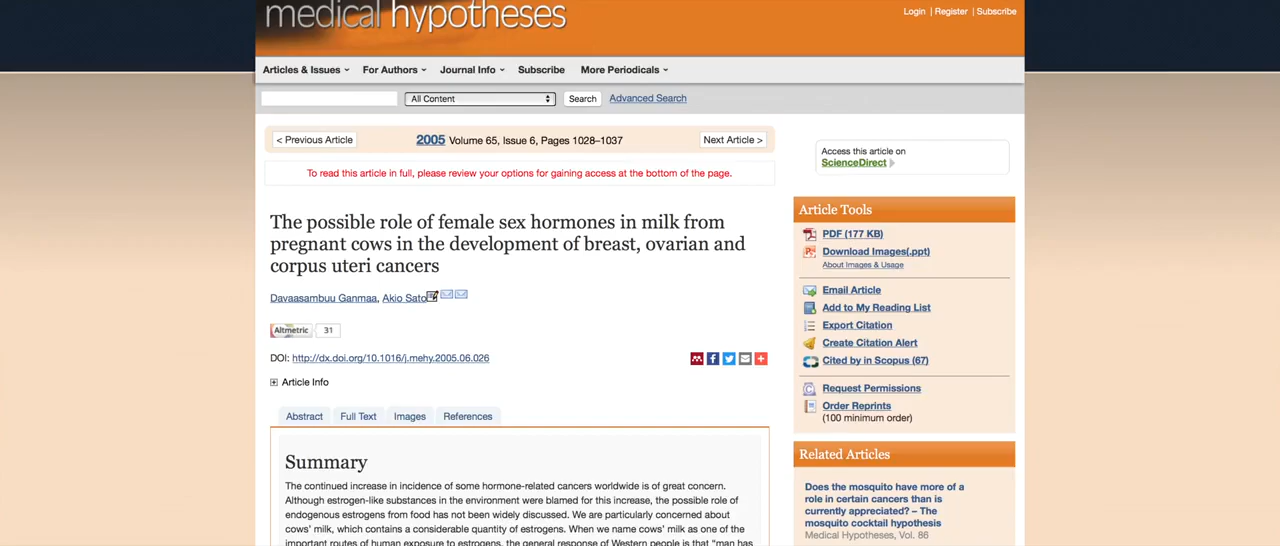 medical hypotheses
Login | Register | Subscribe
Articles & Issues For Authors Journal Info Subscribe More Periodicals
All Content Search Advanced Search
< Previous Article 2005 Volume 65, Issue 6, Pages 1028–1037 Next Article >
To read this article in full, please review your options for gaining access at the bottom of the page.
The possible role of female sex hormones in milk from
pregnant cows in the development of breast, ovarian and
corpus uteri cancers
Davaasambuu Ganmaa, Akio Sato
Altmetric 31
DOI: http://dx.doi.org/10.1016/j.mehy.2005.06.026
Article Info
Abstract Full Text Images References
Summary
The continued increase in incidence of some hormone-related cancers worldwide is of great concern.
Although estrogen-like substances in the environment were blamed for this increase, the possible role of
endogenous estrogens from food has not been widely discussed. We are particularly concerned about
cows' milk, which contains a considerable quantity of estrogens. When we name cows' milk as one of the
important routes of human exposure to estrogens, the general response of Western people is that "man has
Access this article on
ScienceDirect
Article Tools
PDF (177 KB)
Download Images(.ppt)
About Images & Usage
Email Article
Add to My Reading List
Export Citation
Create Citation Alert
Cited by in Scopus (67)
Request Permissions
Order Reprints
(100 minimum order)
Related Articles
Does the mosquito have more of a
role in certain cancers than is
currently appreciated? – The
mosquito cocktail hypothesis
Medical Hypotheses, Vol. 86